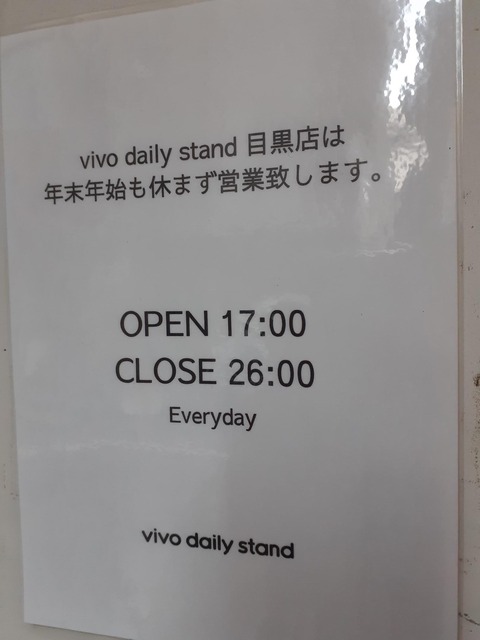 vivo daily stand 目黒店は
年末年始も休まず営業致します。
OPEN 17:00
CLOSE 26:00
Everyday
vivo daily stand